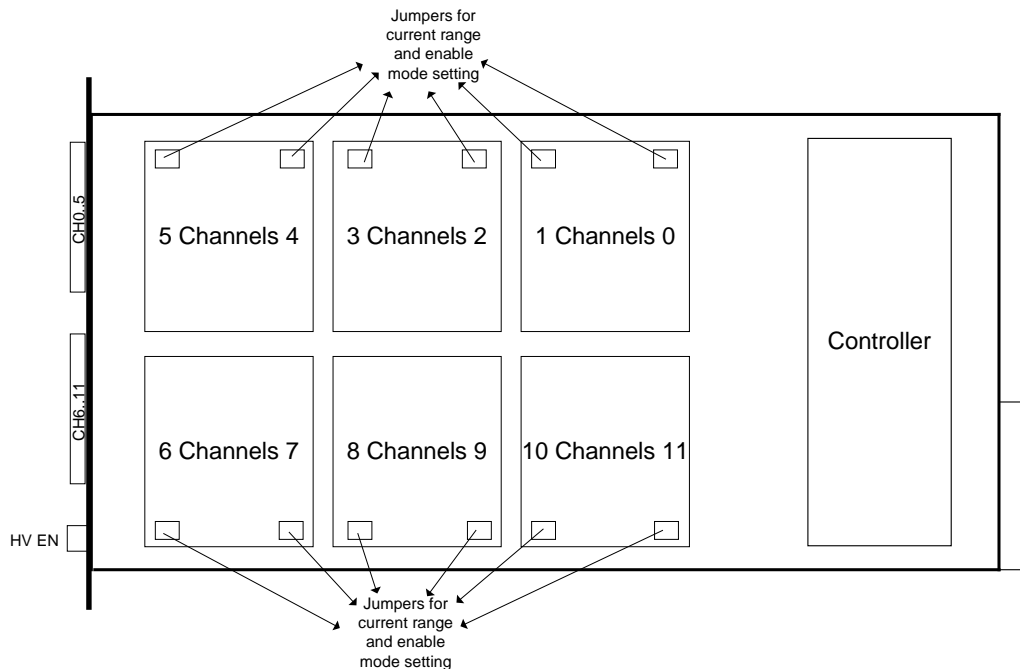 Jumpers for
current range
and enable
mode setting
CH0..5
5 Channels 4
3 Channels 2
1 Channels 0
Controller
CH6..11
6 Channels 7
8 Channels 9
10 Channels 11
HV EN
Jumpers for
current range
and enable
mode setting